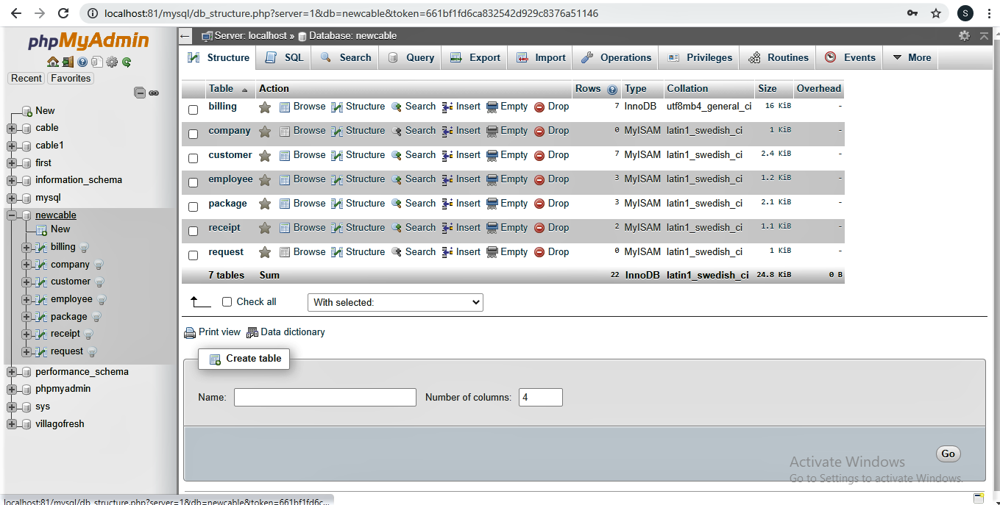 localhost:81/mysql/db_structure.php?server=1&db=newcable&token=661bf1fd6ca832542d929c8376a51146
S
phpMyAdmin
Recent Favorites
New
cable
cable1
first
information_schema
mysql
newcable
New
billing
company
customer
employee
package
receipt
request
performance_schema
phpmyadmin
sys
villagofresh
Server: localhost » Database: newcable
Structure SQL Search Query Export Import Operations Privileges Routines Events More
Table Action Rows Type Collation Size Overhead
billing Browse Structure Search Insert Empty Drop 7 InnoDB utf8mb4_general_ci 16 KiB -
company Browse Structure Search Insert Empty Drop 0 MyISAM latin1_swedish_ci 1 KiB -
customer Browse Structure Search Insert Empty Drop 7 MyISAM latin1_swedish_ci 2.4 KiB -
employee Browse Structure Search Insert Empty Drop 3 MyISAM latin1_swedish_ci 1.2 KiB -
package Browse Structure Search Insert Empty Drop 3 MyISAM latin1_swedish_ci 2.1 KiB -
receipt Browse Structure Search Insert Empty Drop 2 MyISAM latin1_swedish_ci 1.1 KiB -
request Browse Structure Search Insert Empty Drop 0 MyISAM latin1_swedish_ci 1 KiB -
7 tables Sum 22 InnoDB latin1_swedish_ci 24.8 KiB 0 B
Check all With selected:
Print view Data dictionary
Create table
Name: Number of columns: 4
Go
Activate Windows
Go to Settings to activate Windows.
localhost:81/mysql/db_structure.php?server=1&db=newcable&token=661bf1fd6c...